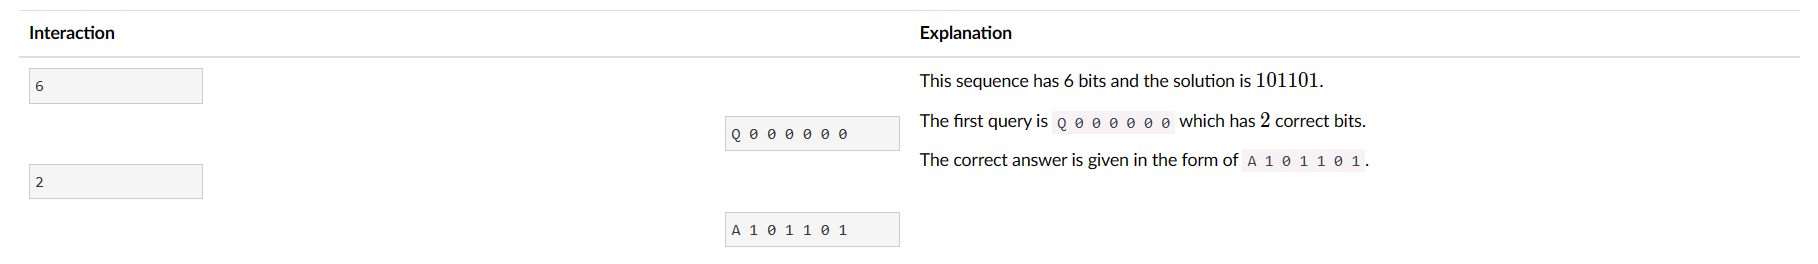 Interaction
Explanation
6
This sequence has 6 bits and the solution is 101101.
Q 0 0 0 0 0 0
The first query is Q 0 0 0 0 0 0 which has 2 correct bits.
2
The correct answer is given in the form of A 1 0 1 1 0 1.
A 1 0 1 1 0 1